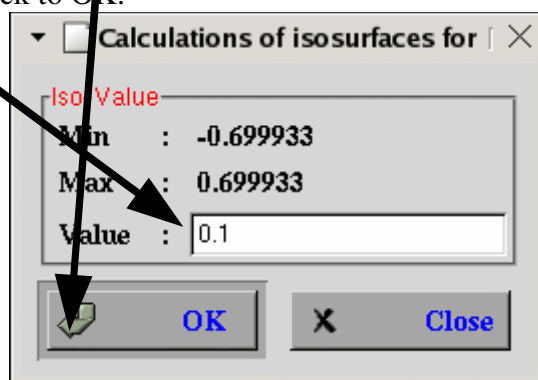 ck to OK.
Calculations of isosurfaces for [
Iso Value
Min : -0.699933
Max : 0.699933
Value : 0.1
OK
Close